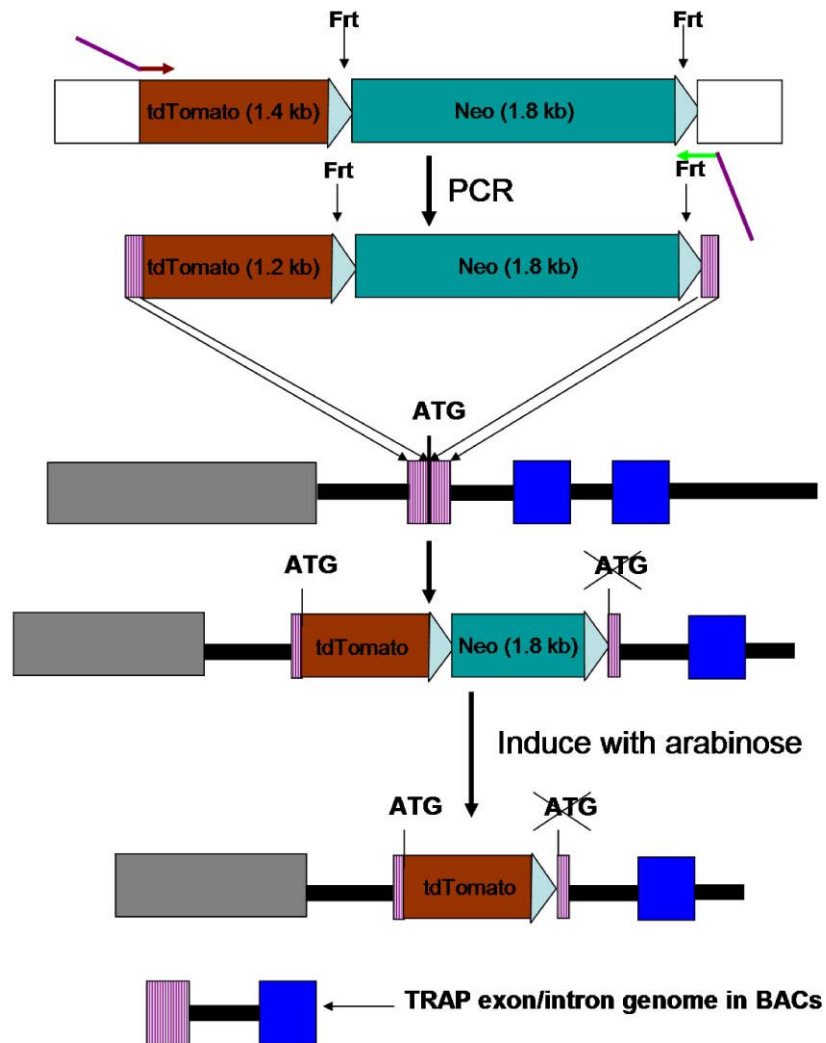 Frt Frt
tdTomato (1.4 kb) Neo (1.8 kb)
PCR
Frt Frt
tdTomato (1.2 kb) Neo (1.8 kb)
ATG
ATG ATG
tdTomato Neo (1.8 kb)
Induce with arabinose
ATG ATG
tdTomato
TRAP exon/intron genome in BACs